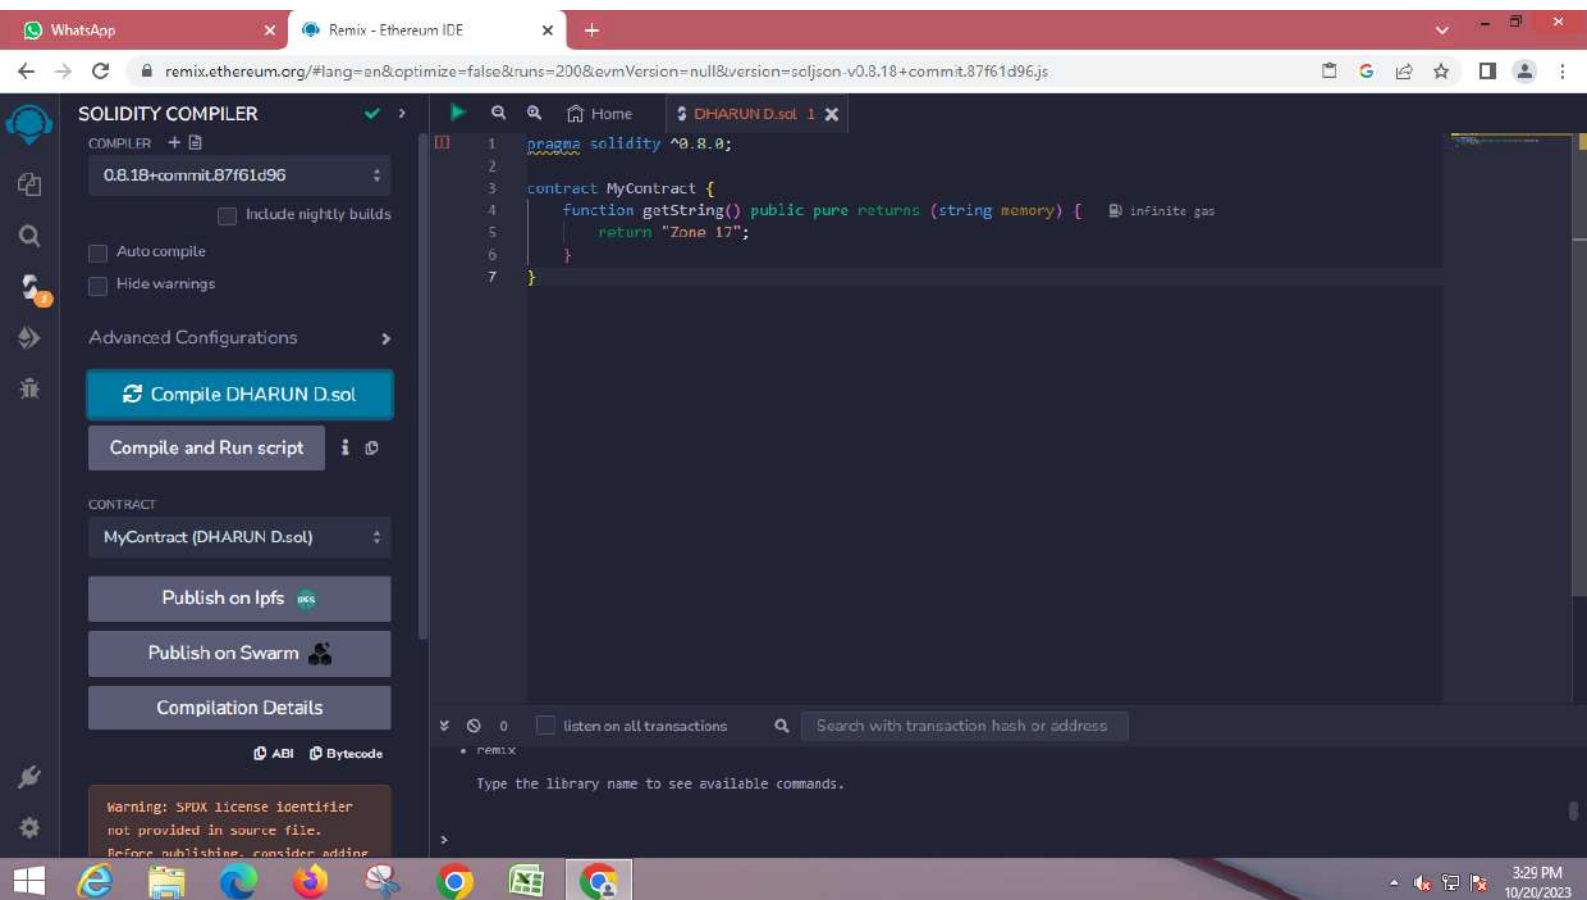 WhatsApp
Remix - Ethereum IDE
remix.ethereum.org/#lang=en&optimize=false&runs=200&evmVersion=null&version=soljson-v0.8.18+commit.87f61d96.js
SOLIDITY COMPILER
COMPILER
0.8.18+commit.87f61d96
Include nightly builds
Auto compile
Hide warnings
Advanced Configurations
Compile DHARUN D.sol
Compile and Run script
CONTRACT
MyContract (DHARUN D.sol)
Publish on Ipfs
Publish on Swarm
Compilation Details
ABI Bytecode
Warning: SPDX license identifier
not provided in source file.
Before publishing, consider adding
Home DHARUN D.sol 1
1 pragma solidity ^0.8.0;
2
3 contract MyContract {
4 function getString() public pure returns (string memory) { infinite gas
5 return "Zone 17";
6 }
7 }
0 listen on all transactions Search with transaction hash or address
remix
Type the library name to see available commands.
>
3:29 PM
10/20/2023